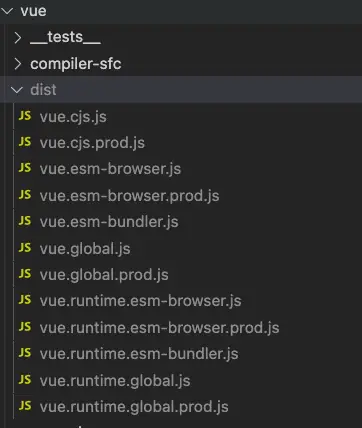 vue
__tests__
compiler-sfc
dist
JS vue.cjs.js
JS vue.cjs.prod.js
JS vue.esm-browser.js
JS vue.esm-browser.prod.js
JS vue.esm-bundler.js
JS vue.global.js
JS vue.global.prod.js
JS vue.runtime.esm-browser.js
JS vue.runtime.esm-browser.prod.js
JS vue.runtime.esm-bundler.js
JS vue.runtime.global.js
JS vue.runtime.global.prod.js